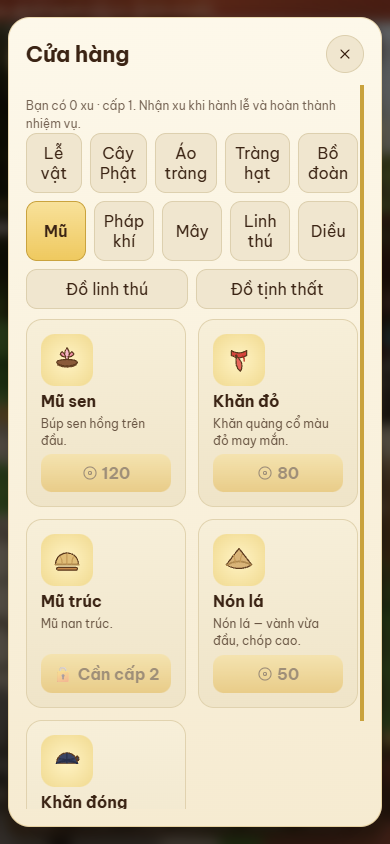 Cửa hàng
Bạn có 0 xu · cấp 1. Nhận xu khi hành lễ và hoàn thành
nhiệm vụ.
Lễ vật
Cây Phật
Áo tràng
Tràng hạt
Bồ đoàn
Mũ
Pháp khí
Mây
Linh thú
Diều
Đồ linh thú
Đồ tịnh thất
Mũ sen
Búp sen hồng trên
đầu.
120
Khăn đỏ
Khăn quàng cổ màu
đỏ may mắn.
80
Mũ trúc
Mũ nan trúc.
Cần cấp 2
Nón lá
Nón lá — vành vừa
đầu, chóp cao.
50
Khăn đóng